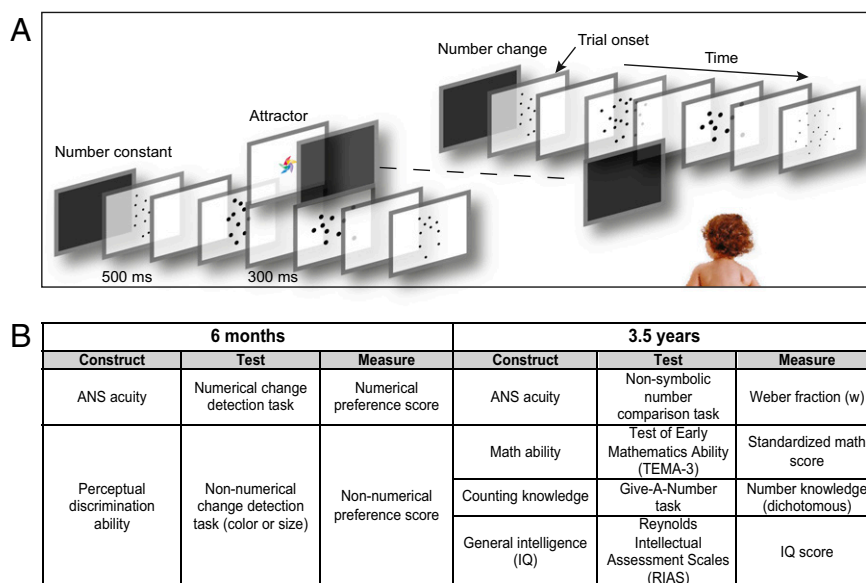 A
Number change
Trial onset
Time
Attractor
Number constant
500 ms
300 ms
B
6 months
3.5 years
Construct
Test
Measure
Construct
Test
Measure
ANS acuity
Numerical change
detection task
Numerical
preference score
ANS acuity
Non-symbolic
number
comparison task
Weber fraction (w)
Perceptual
discrimination
ability
Non-numerical
change detection
task (color or size)
Non-numerical
preference score
Math ability
Test of Early
Mathematics Ability
(TEMA-3)
Standardized math
score
Counting knowledge
Give-A-Number
task
Number knowledge
(dichotomous)
General intelligence
(IQ)
Reynolds
Intellectual
Assessment Scales
(RIAS)
IQ score